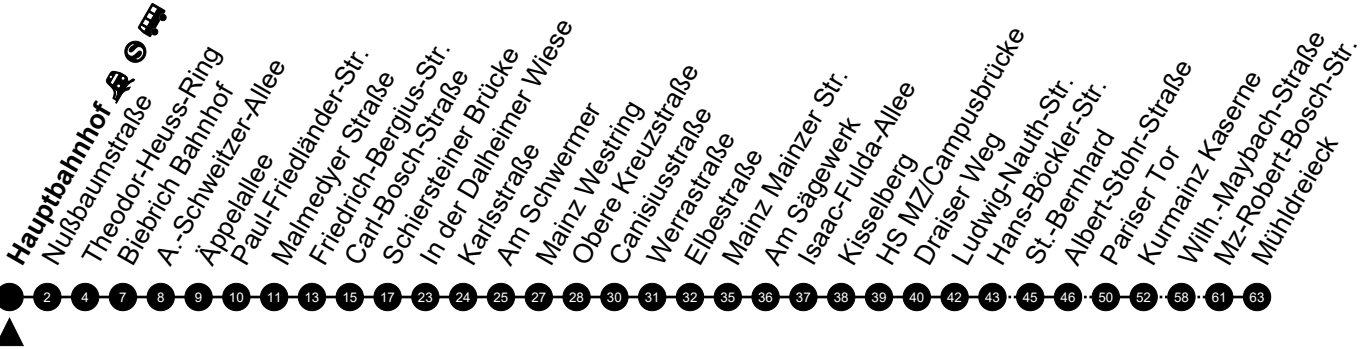 Hauptbahnhof S
Nußbaumstraße
Theodor-Heuss-Ring
Biebrich Bahnhof
A.-Schweitzer-Allee
Äppelallee
Paul-Friedländer-Str.
Malmedyer Straße
Friedrich-Bergius-Str.
Carl-Bosch-Straße
Schiersteiner Brücke
In der Dalheimer Wiese
Karlsstraße
Am Schwermer
Mainz Westring
Obere Kreuzstraße
Canisiusstraße
Werrastraße
Elbestraße
Mainz Mainzer Str.
Am Sägewerk
Isaac-Fulda-Allee
Kisselberg
HS MZ/Campusbrücke
Draiser Weg
Ludwig-Nauth-Str.
Hans-Böckler-Str.
St.-Bernhard
Albert-Stohr-Straße
Pariser Tor
Kurmainz Kaserne
Wilh.-Maybach-Straße
Mz-Robert-Bosch-Str.
Mühldreieck
2 4 7 8 9 10 11 13 15 17 23 24 25 27 28 30 31 32 35 36 37 38 39 40 42 43 45 46 50 52 58 61 63